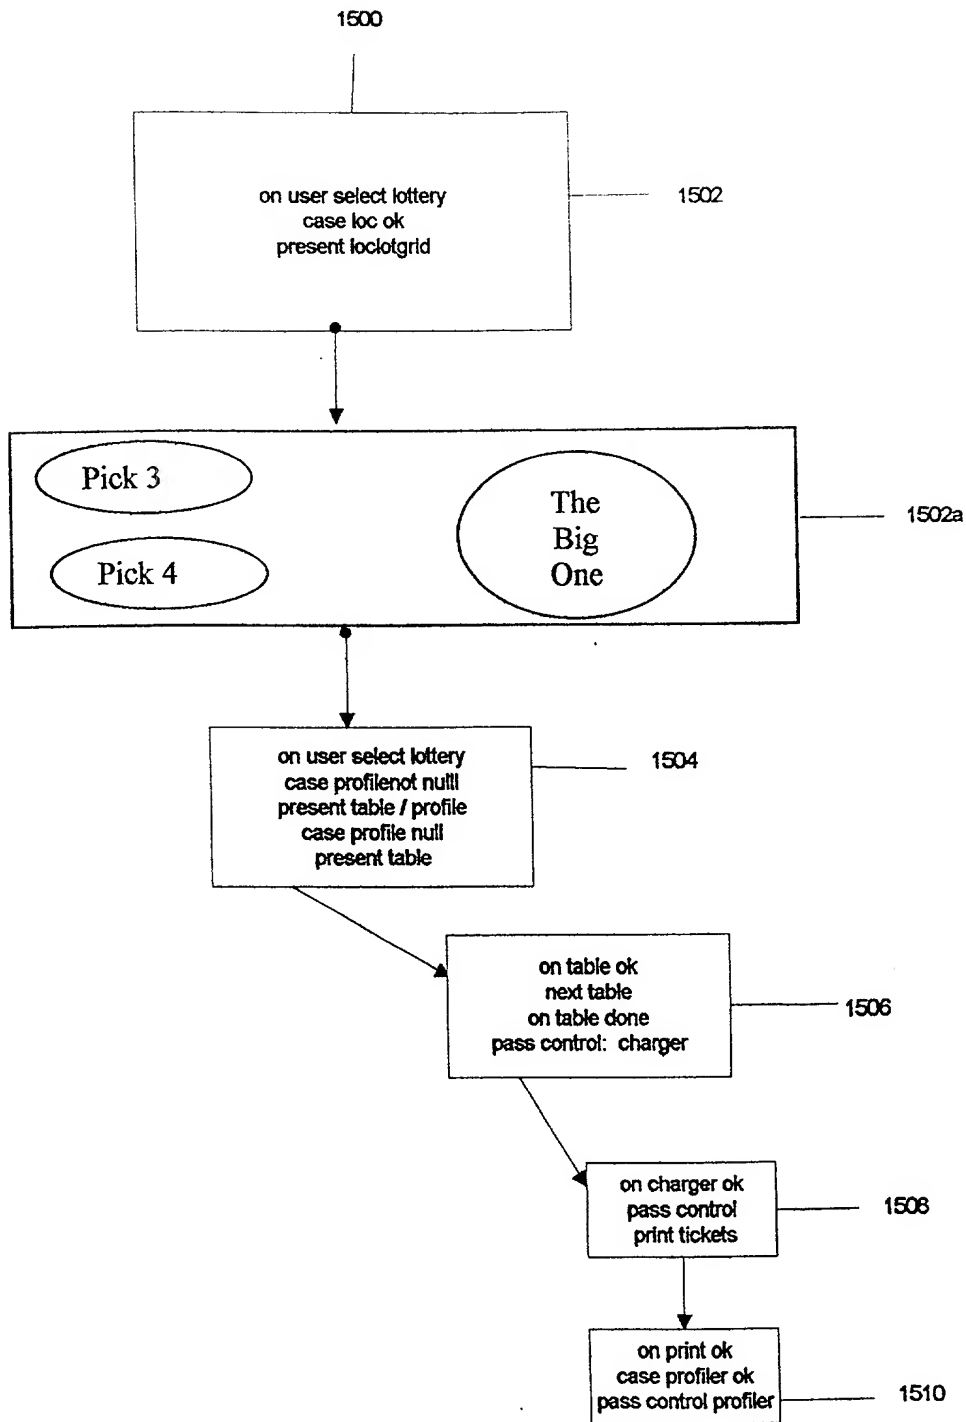 1500
on user select lottery
case loc ok
present loclotgrid
1502
Pick 3
Pick 4
The
Big
One
1502a
on user select lottery
case profilenot nulll
present table / profile
case profile null
present table
1504
on table ok
next table
on table done
pass control: charger
1506
on charger ok
pass control
print tickets
1508
on print ok
case profiler ok
pass control profiler
1510